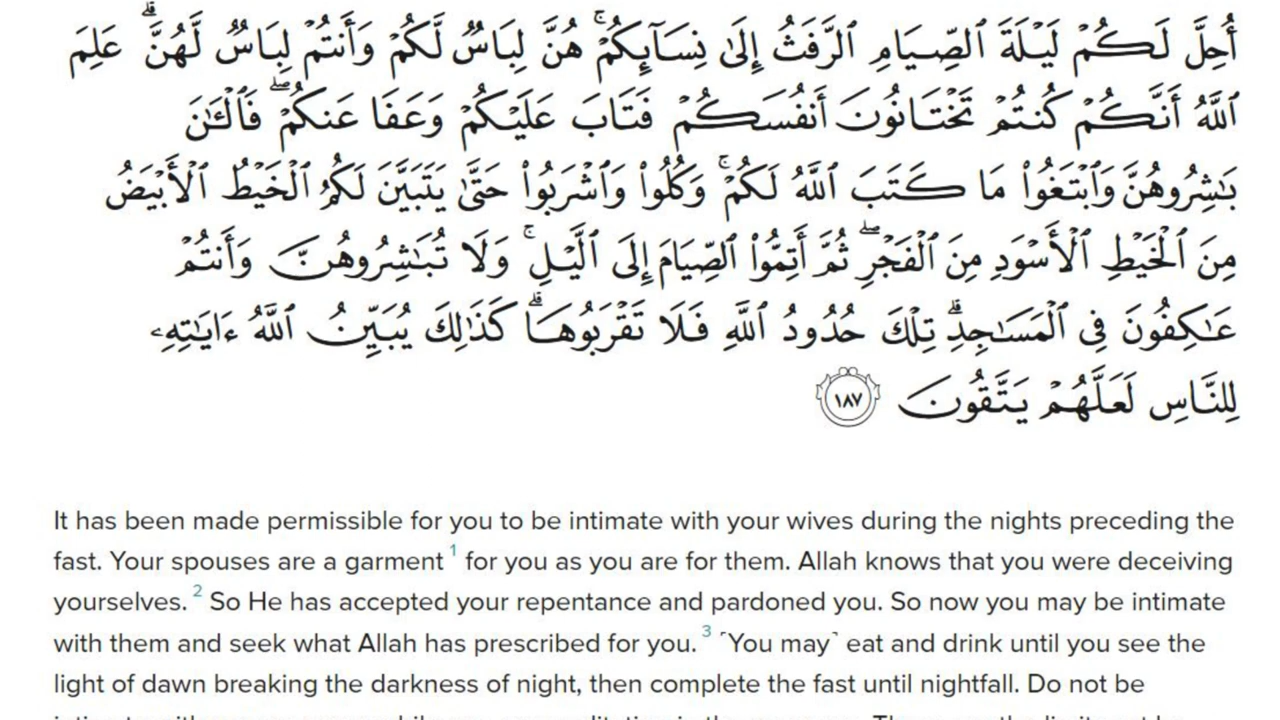 أُحِلَّ لَكُمْ لَيْلَةَ ٱلصِّيَامِ ٱلرَّفَثُ إِلَىٰ نِسَآئِكُمْ ۚ هُنَّ لِبَاسٌ لَّكُمْ وَأَنتُمْ لِبَاسٌ لَّهُنَّ ۗ عَلِمَ
ٱللَّهُ أَنَّكُمْ كُنتُمْ تَخْتَانُونَ أَنفُسَكُمْ فَتَابَ عَلَيْكُمْ وَعَفَا عَنكُمْ ۖ فَٱلْـَٔـٰنَ
بَـٰشِرُوهُنَّ وَٱبْتَغُوا۟ مَا كَتَبَ ٱللَّهُ لَكُمْ ۚ وَكُلُوا۟ وَٱشْرَبُوا۟ حَتَّىٰ يَتَبَيَّنَ لَكُمُ ٱلْخَيْطُ ٱلْأَبْيَضُ
مِنَ ٱلْخَيْطِ ٱلْأَسْوَدِ مِنَ ٱلْفَجْرِ ۖ ثُمَّ أَتِمُّوا۟ ٱلصِّيَامَ إِلَى ٱلَّيْلِ ۚ وَلَا تُبَـٰشِرُوهُنَّ وَأَنتُمْ
عَـٰكِفُونَ فِى ٱلْمَسَـٰجِدِ ۗ تِلْكَ حُدُودُ ٱللَّهِ فَلَا تَقْرَبُوهَا ۗ كَذَٰلِكَ يُبَيِّنُ ٱللَّهُ ءَايَـٰتِهِۦ
لِلنَّاسِ لَعَلَّهُمْ يَتَّقُونَ ١٨٧
It has been made permissible for you to be intimate with your wives during the nights preceding the
fast. Your spouses are a garment 1 for you as you are for them. Allah knows that you were deceiving
yourselves. 2 So He has accepted your repentance and pardoned you. So now you may be intimate
with them and seek what Allah has prescribed for you. 3 ˹You may˺ eat and drink until you see the
light of dawn breaking the darkness of night, then complete the fast until nightfall. Do not be